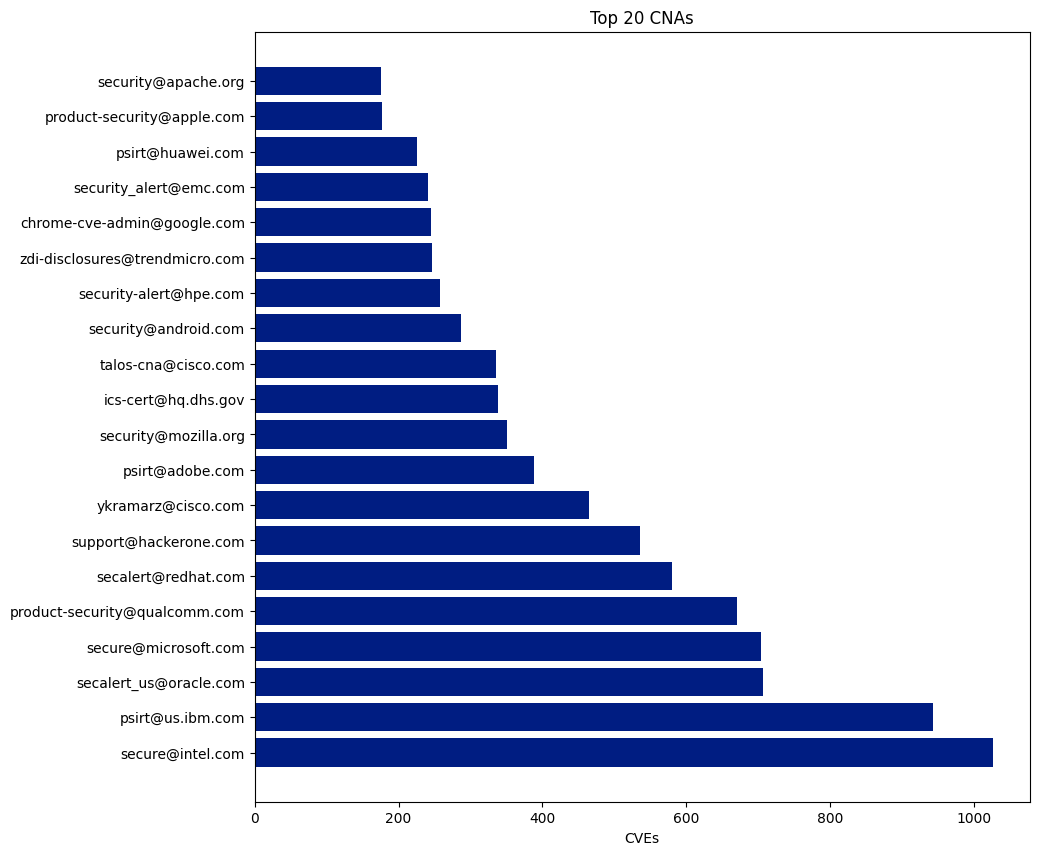 Top 20 CNAs
security@apache.org
product-security@apple.com
psirt@huawei.com
security_alert@emc.com
chrome-cve-admin@google.com
zdi-disclosures@trendmicro.com
security-alert@hpe.com
security@android.com
talos-cna@cisco.com
ics-cert@hq.dhs.gov
security@mozilla.org
psirt@adobe.com
ykramarz@cisco.com
support@hackerone.com
secalert@redhat.com
product-security@qualcomm.com
secure@microsoft.com
secalert_us@oracle.com
psirt@us.ibm.com
secure@intel.com
0 200 400 600 800 1000
CVEs